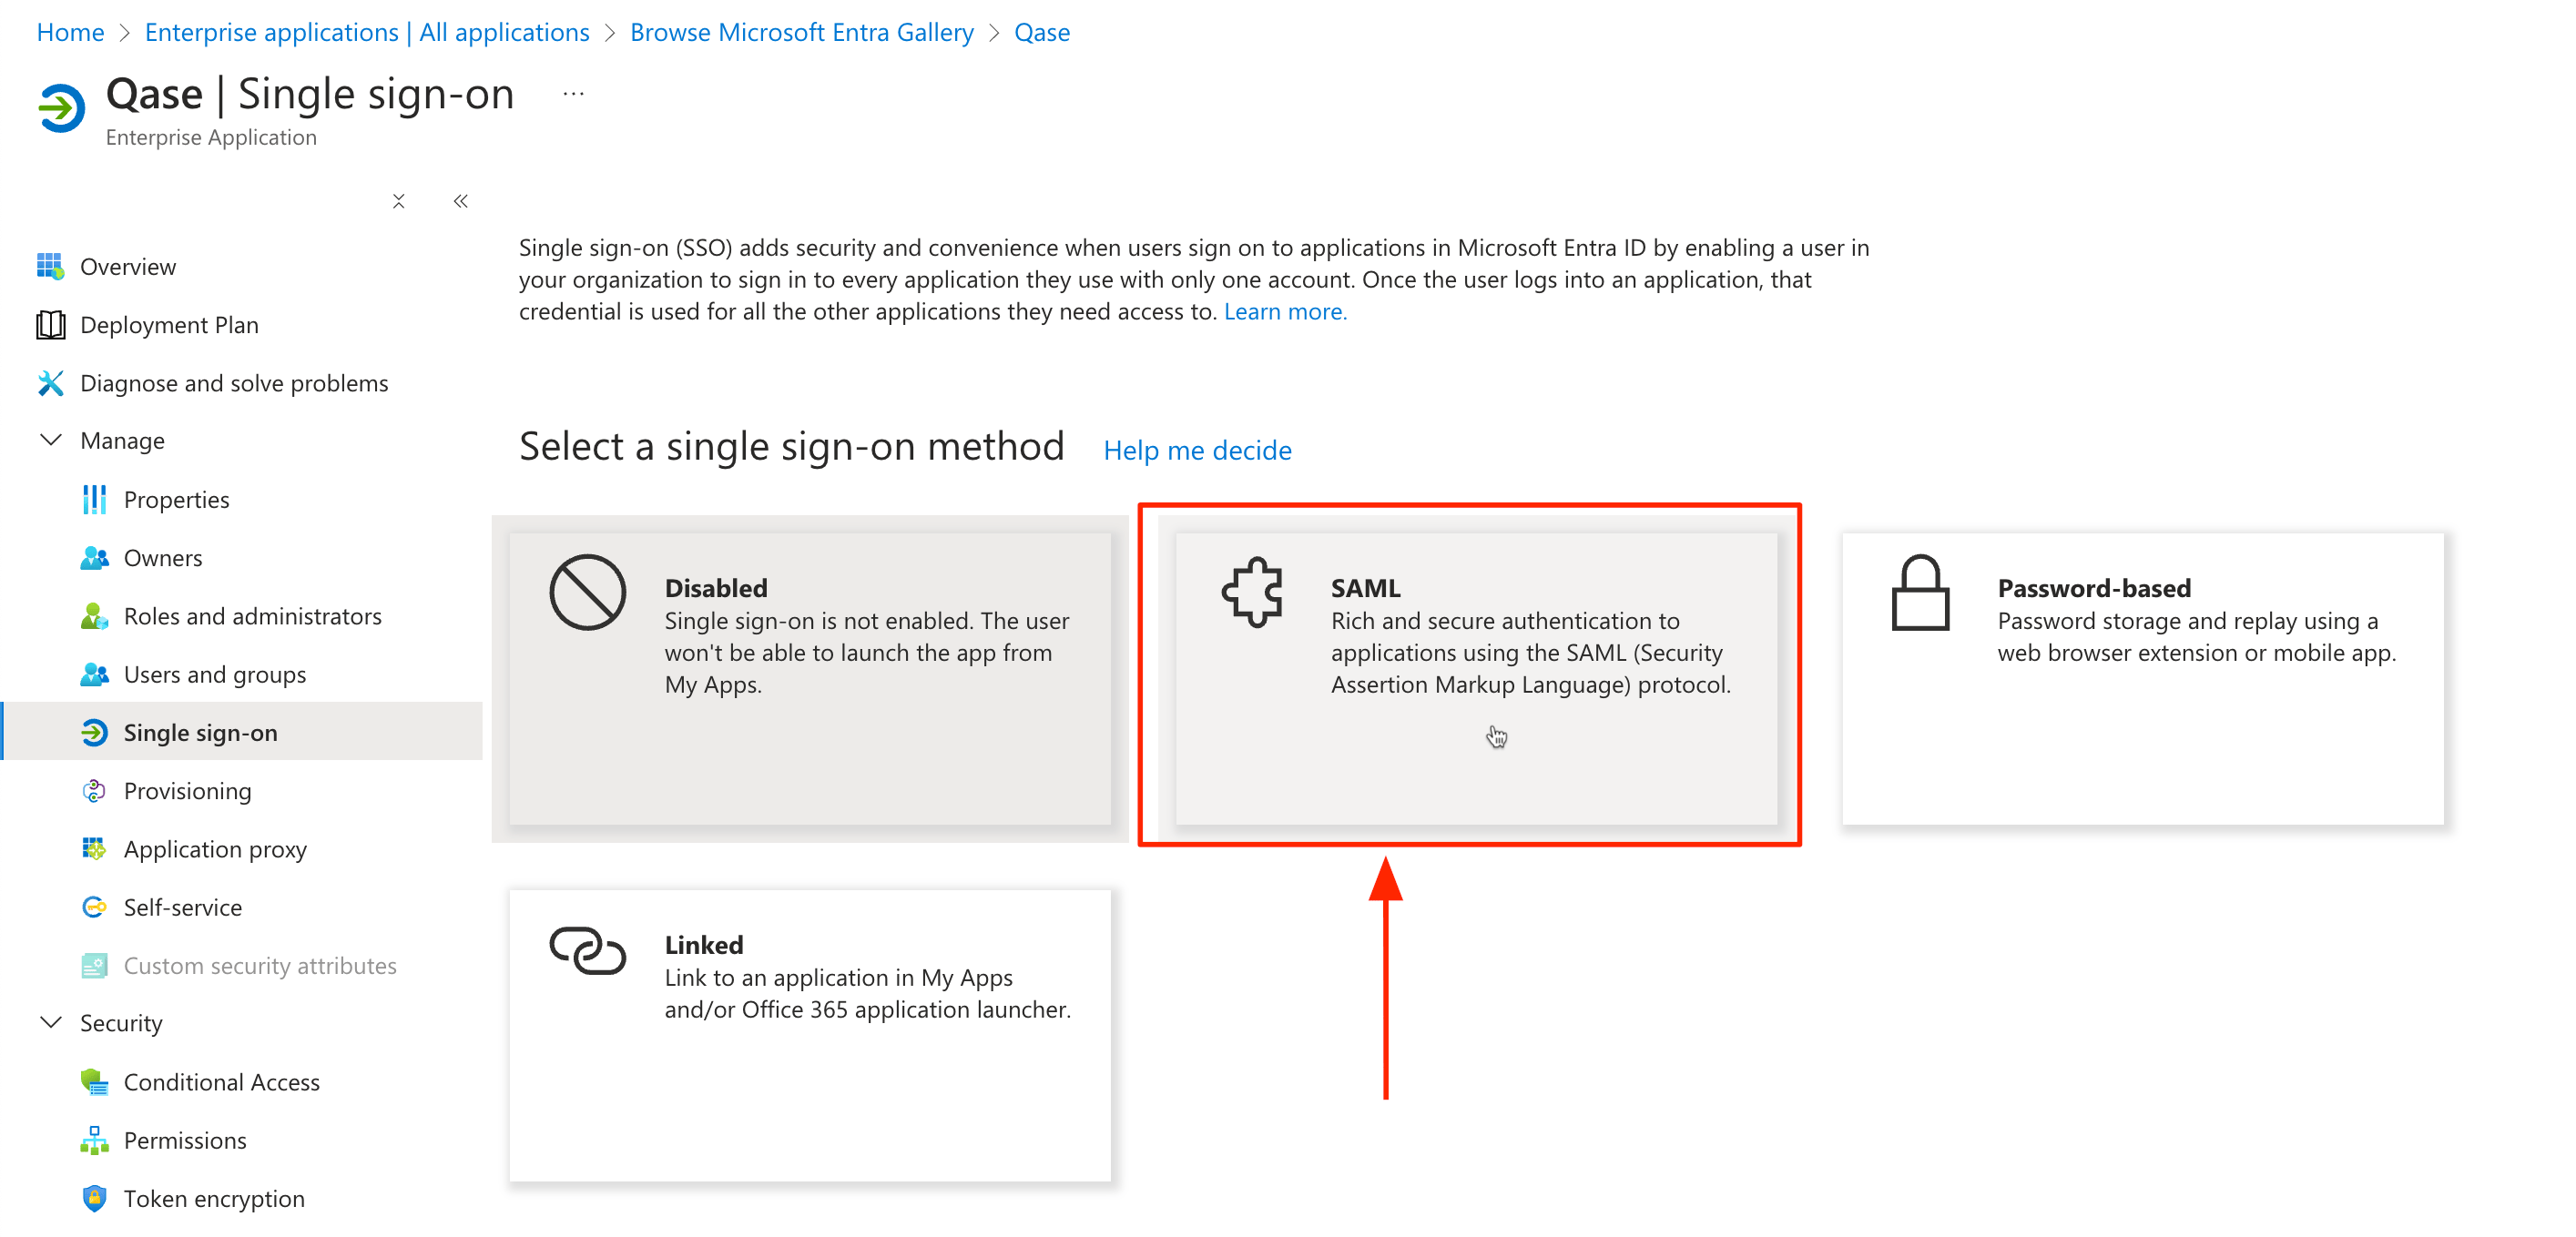 Home > Enterprise applications | All applications > Browse Microsoft Entra Gallery > Qase
Qase | Single sign-on ...
Enterprise Application
Single sign-on (SSO) adds security and convenience when users sign on to applications in Microsoft Entra ID by enabling a user in
your organization to sign in to every application they use with only one account. Once the user logs into an application, that
credential is used for all the other applications they need access to. Learn more.
Overview
Deployment Plan
Diagnose and solve problems
Manage
Properties
Owners
Roles and administrators
Users and groups
Single sign-on
Provisioning
Application proxy
Self-service
Custom security attributes
Security
Conditional Access
Permissions
Token encryption
Select a single sign-on method Help me decide
Disabled
Single sign-on is not enabled. The user
won't be able to launch the app from
My Apps.
SAML
Rich and secure authentication to
applications using the SAML (Security
Assertion Markup Language) protocol.
Password-based
Password storage and replay using a
web browser extension or mobile app.
Linked
Link to an application in My Apps
and/or Office 365 application launcher.